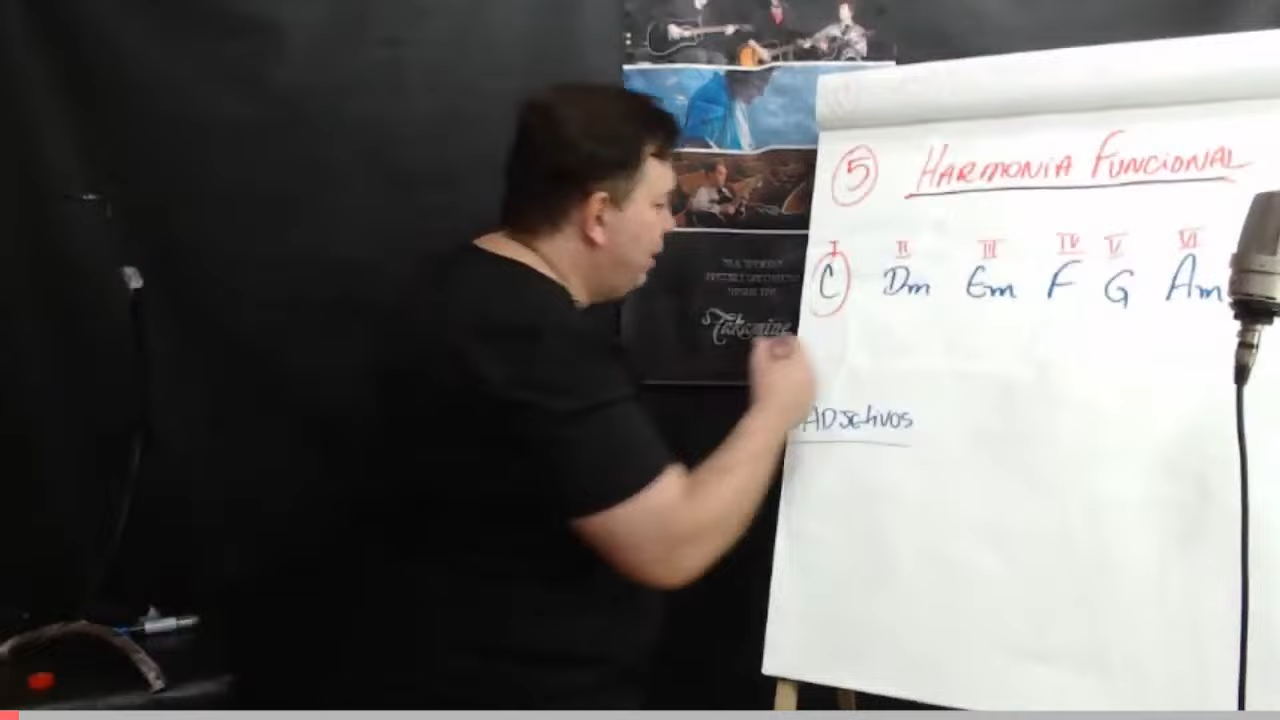 5 HARMONIA FUNCIONAL
I II III IV V VI
C Dm Em F G Am
ADJEtivos
Takamine